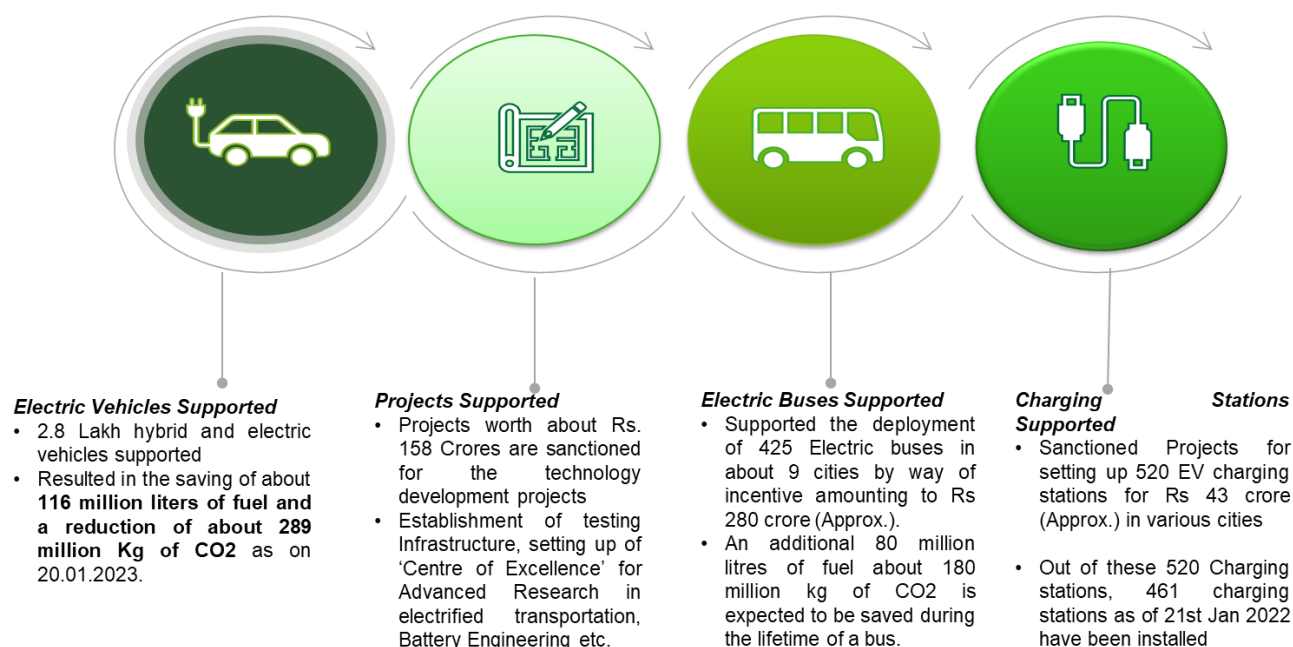 Electric Vehicles Supported
• 2.8 Lakh hybrid and electric
vehicles supported
• Resulted in the saving of about
116 million liters of fuel and
a reduction of about 289
million Kg of CO2 as on
20.01.2023.
Projects Supported
• Projects worth about Rs.
158 Crores are sanctioned
for the technology
development projects
• Establishment of testing
Infrastructure, setting up of
‘Centre of Excellence’ for
Advanced Research in
electrified transportation,
Battery Engineering etc.
Electric Buses Supported
• Supported the deployment
of 425 Electric buses in
about 9 cities by way of
incentive amounting to Rs
280 crore (Approx.).
• An additional 80 million
litres of fuel about 180
million kg of CO2 is
expected to be saved during
the lifetime of a bus.
Charging Stations
Supported
• Sanctioned Projects for
setting up 520 EV charging
stations for Rs 43 crore
(Approx.) in various cities
• Out of these 520 Charging
stations, 461 charging
stations as of 21st Jan 2022
have been installed